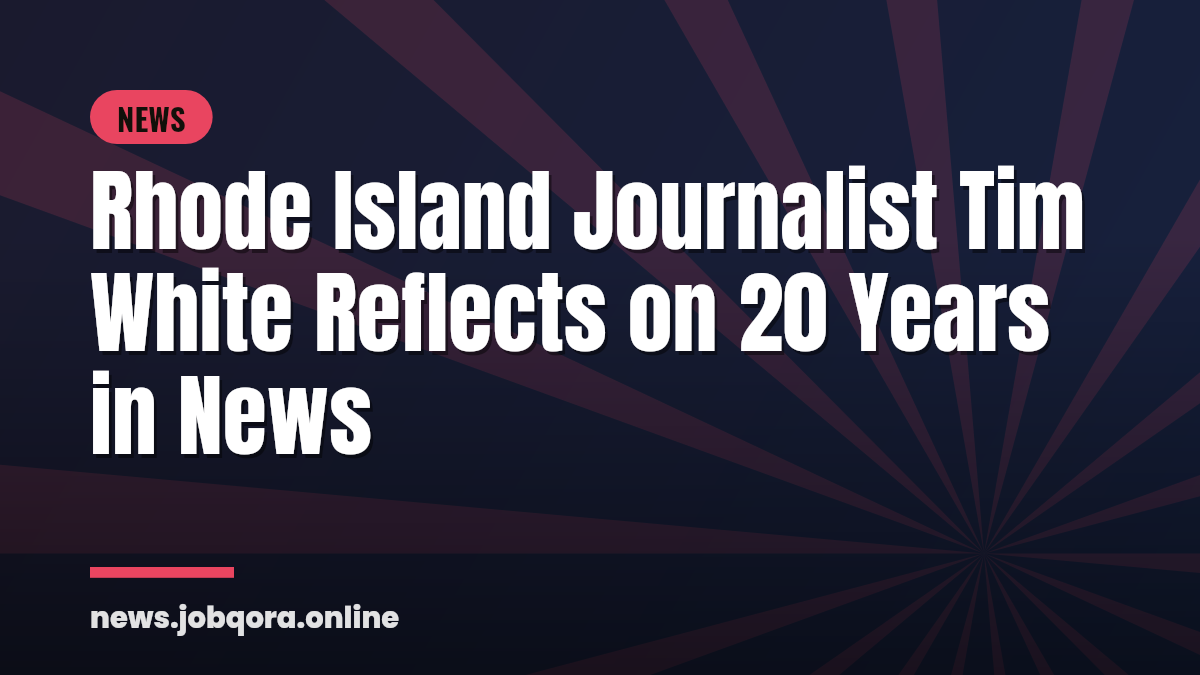 NEWS
Rhode Island Journalist Tim
White Reflects on 20 Years
in News
news.jobqora.online